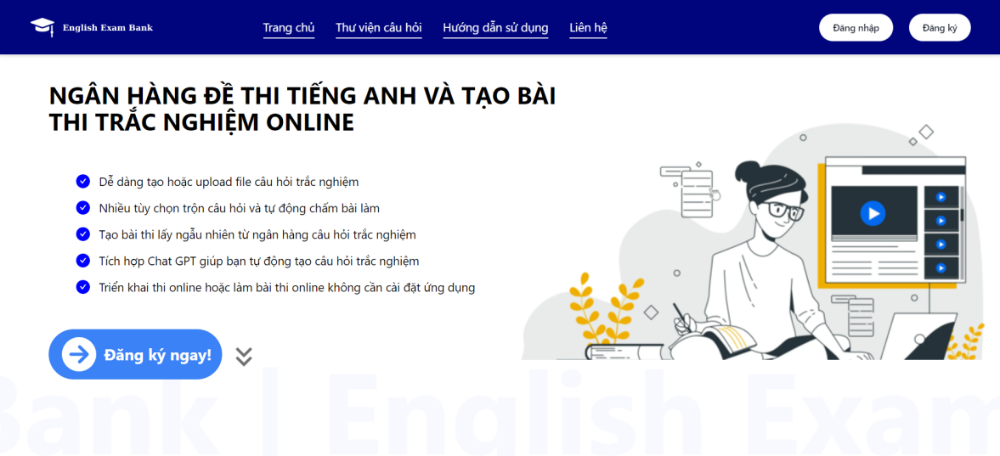 English Exam Bank
Trang chủ
Thư viện câu hỏi
Hướng dẫn sử dụng
Liên hệ
Đăng nhập
Đăng ký
NGÂN HÀNG ĐỀ THI TIẾNG ANH VÀ TẠO BÀI
THI TRẮC NGHIỆM ONLINE
Dễ dàng tạo hoặc upload file câu hỏi trắc nghiệm
Nhiều tùy chọn trộn câu hỏi và tự động chấm bài làm
Tạo bài thi lấy ngẫu nhiên từ ngân hàng câu hỏi trắc nghiệm
Tích hợp Chat GPT giúp bạn tự động tạo câu hỏi trắc nghiệm
Triển khai thi online hoặc làm bài thi online không cần cài đặt ứng dụng
Đăng ký ngay!
Bank | English Exam